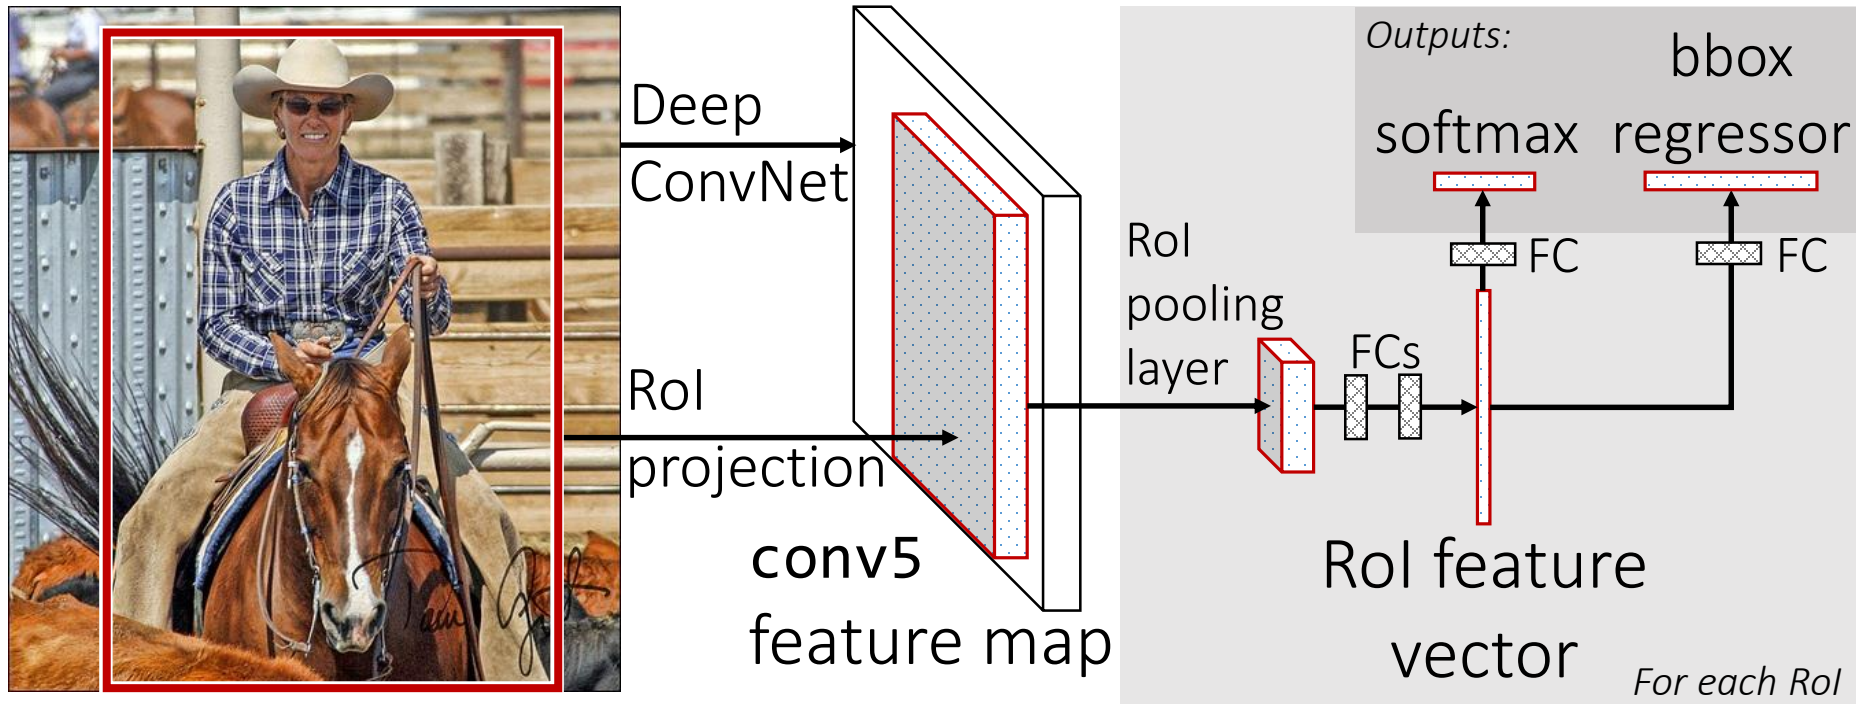 Deep
ConvNet
RoI
projection
conv5
feature map
RoI
pooling
layer
FCs
RoI feature
vector
For each RoI
Outputs:
softmax
bbox
regressor
FC
FC